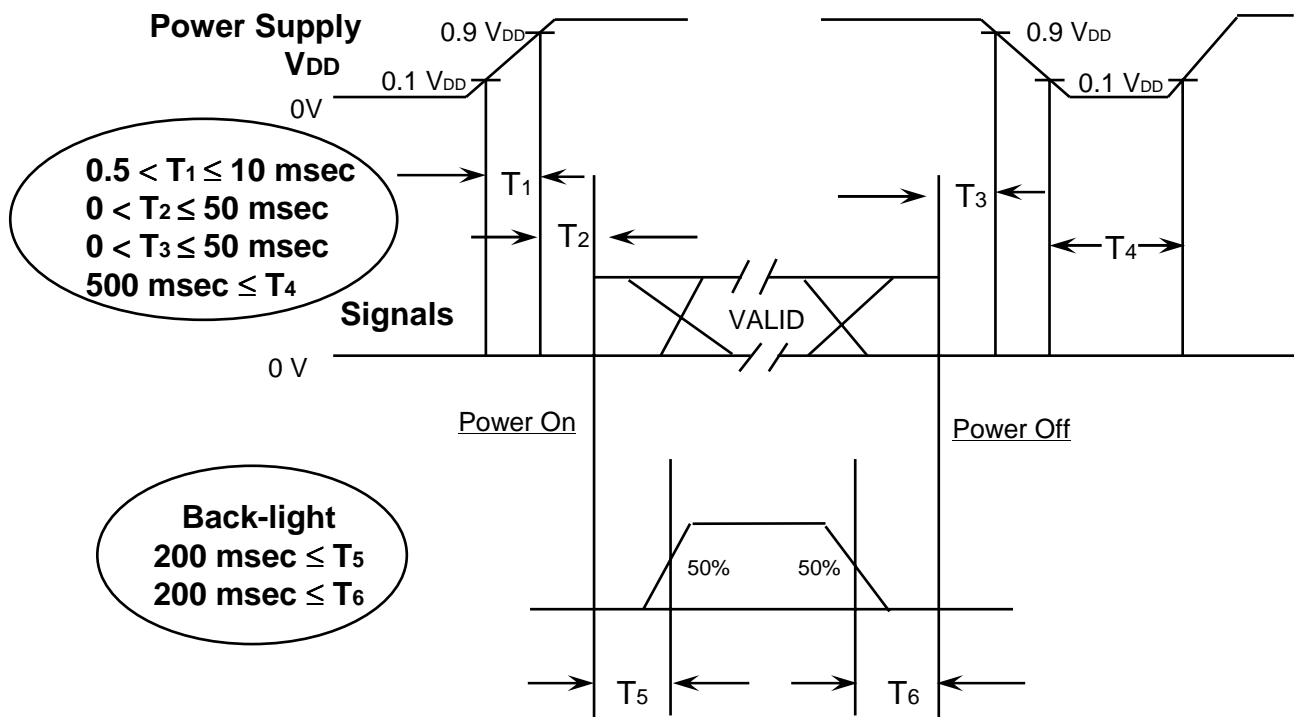 Power Supply
VDD
0.9 VDD
0.1 VDD
0V
0.9 VDD
0.1 VDD
0.5 < T1 ≤ 10 msec
0 < T2 ≤ 50 msec
0 < T3 ≤ 50 msec
500 msec ≤ T4
T1
T2
T3
T4
Signals
VALID
0 V
Power On
Power Off
Back-light
200 msec ≤ T5
200 msec ≤ T6
50%
50%
T5
T6